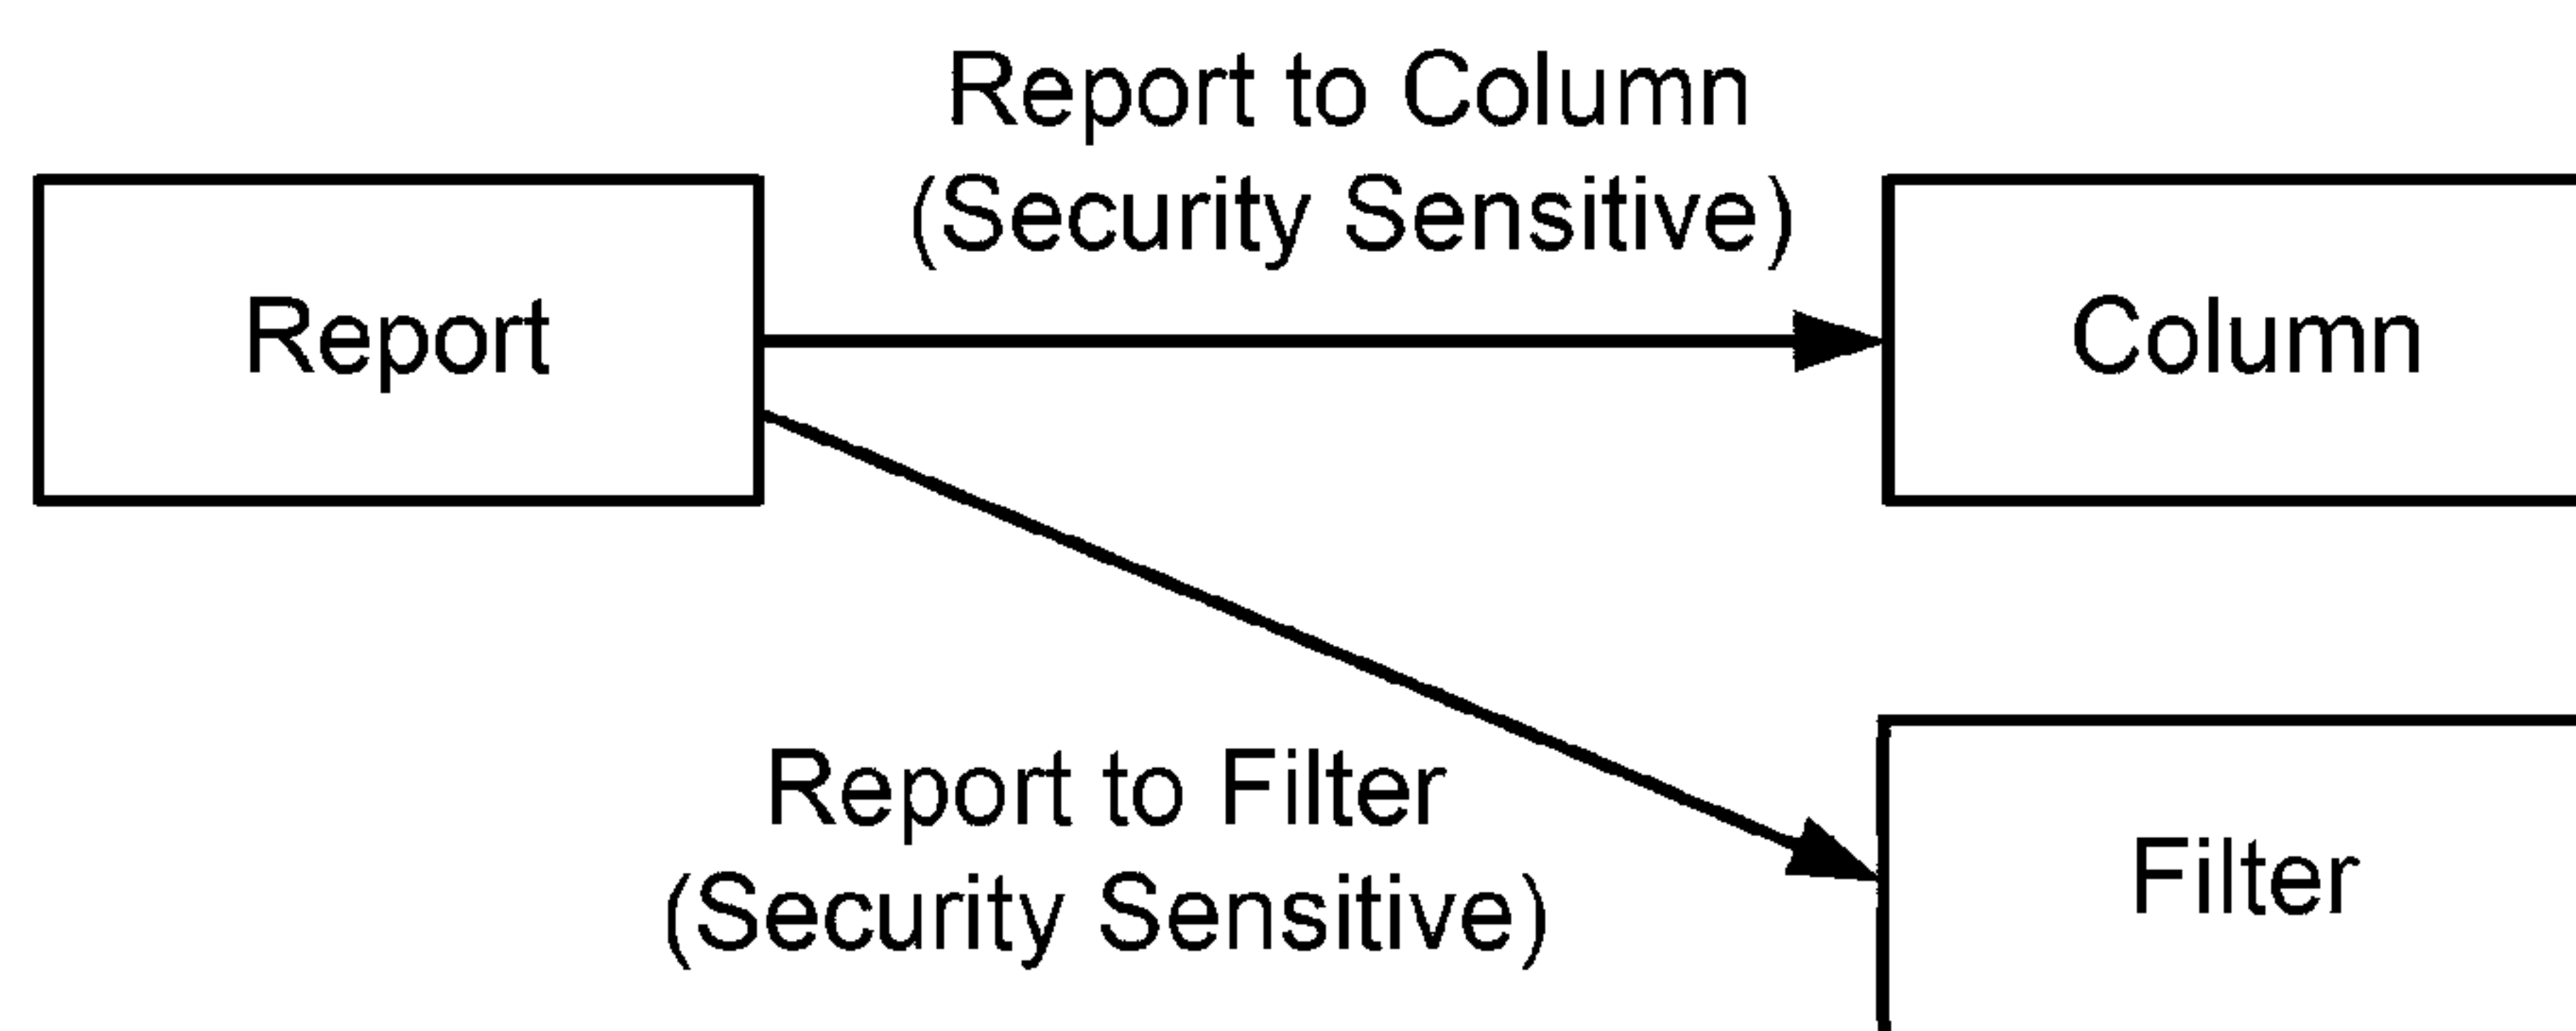 Report to Column
(Security Sensitive)
Report
Column
Report to Filter
(Security Sensitive)
Filter